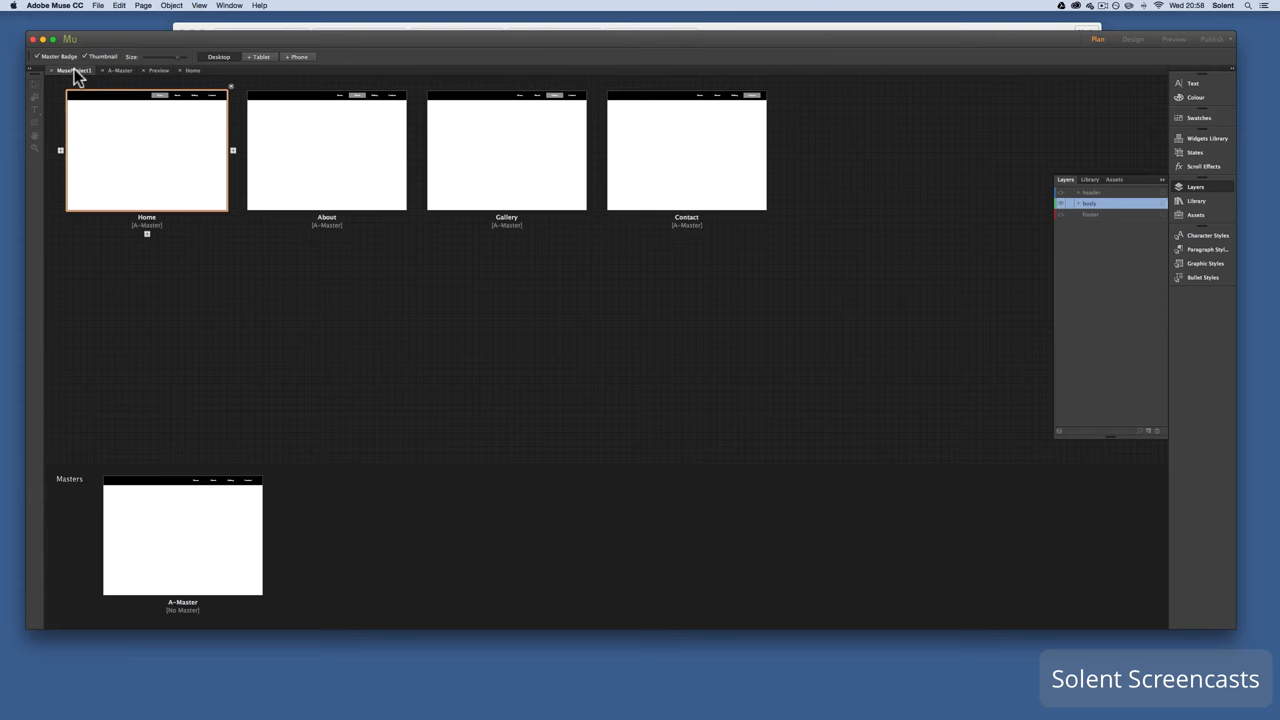 Adobe Muse CC File Edit Page Object View Window Help
Wed 20:58 Solent
Mu
Plan Design Preview Publish
Master Badge Thumbnail Size: Desktop + Tablet + Phone
A-Master Preview Home
Text
Colour
Swatches
Widgets Library
States
Scroll Effects
Layers
Library
Assets
Character Styles
Paragraph Styl...
Graphic Styles
Bullet Styles
Layers Library Assets
header
body
footer
Home
[A-Master]
About
[A-Master]
Gallery
[A-Master]
Contact
[A-Master]
Masters
A-Master
[No Master]
Solent Screencasts